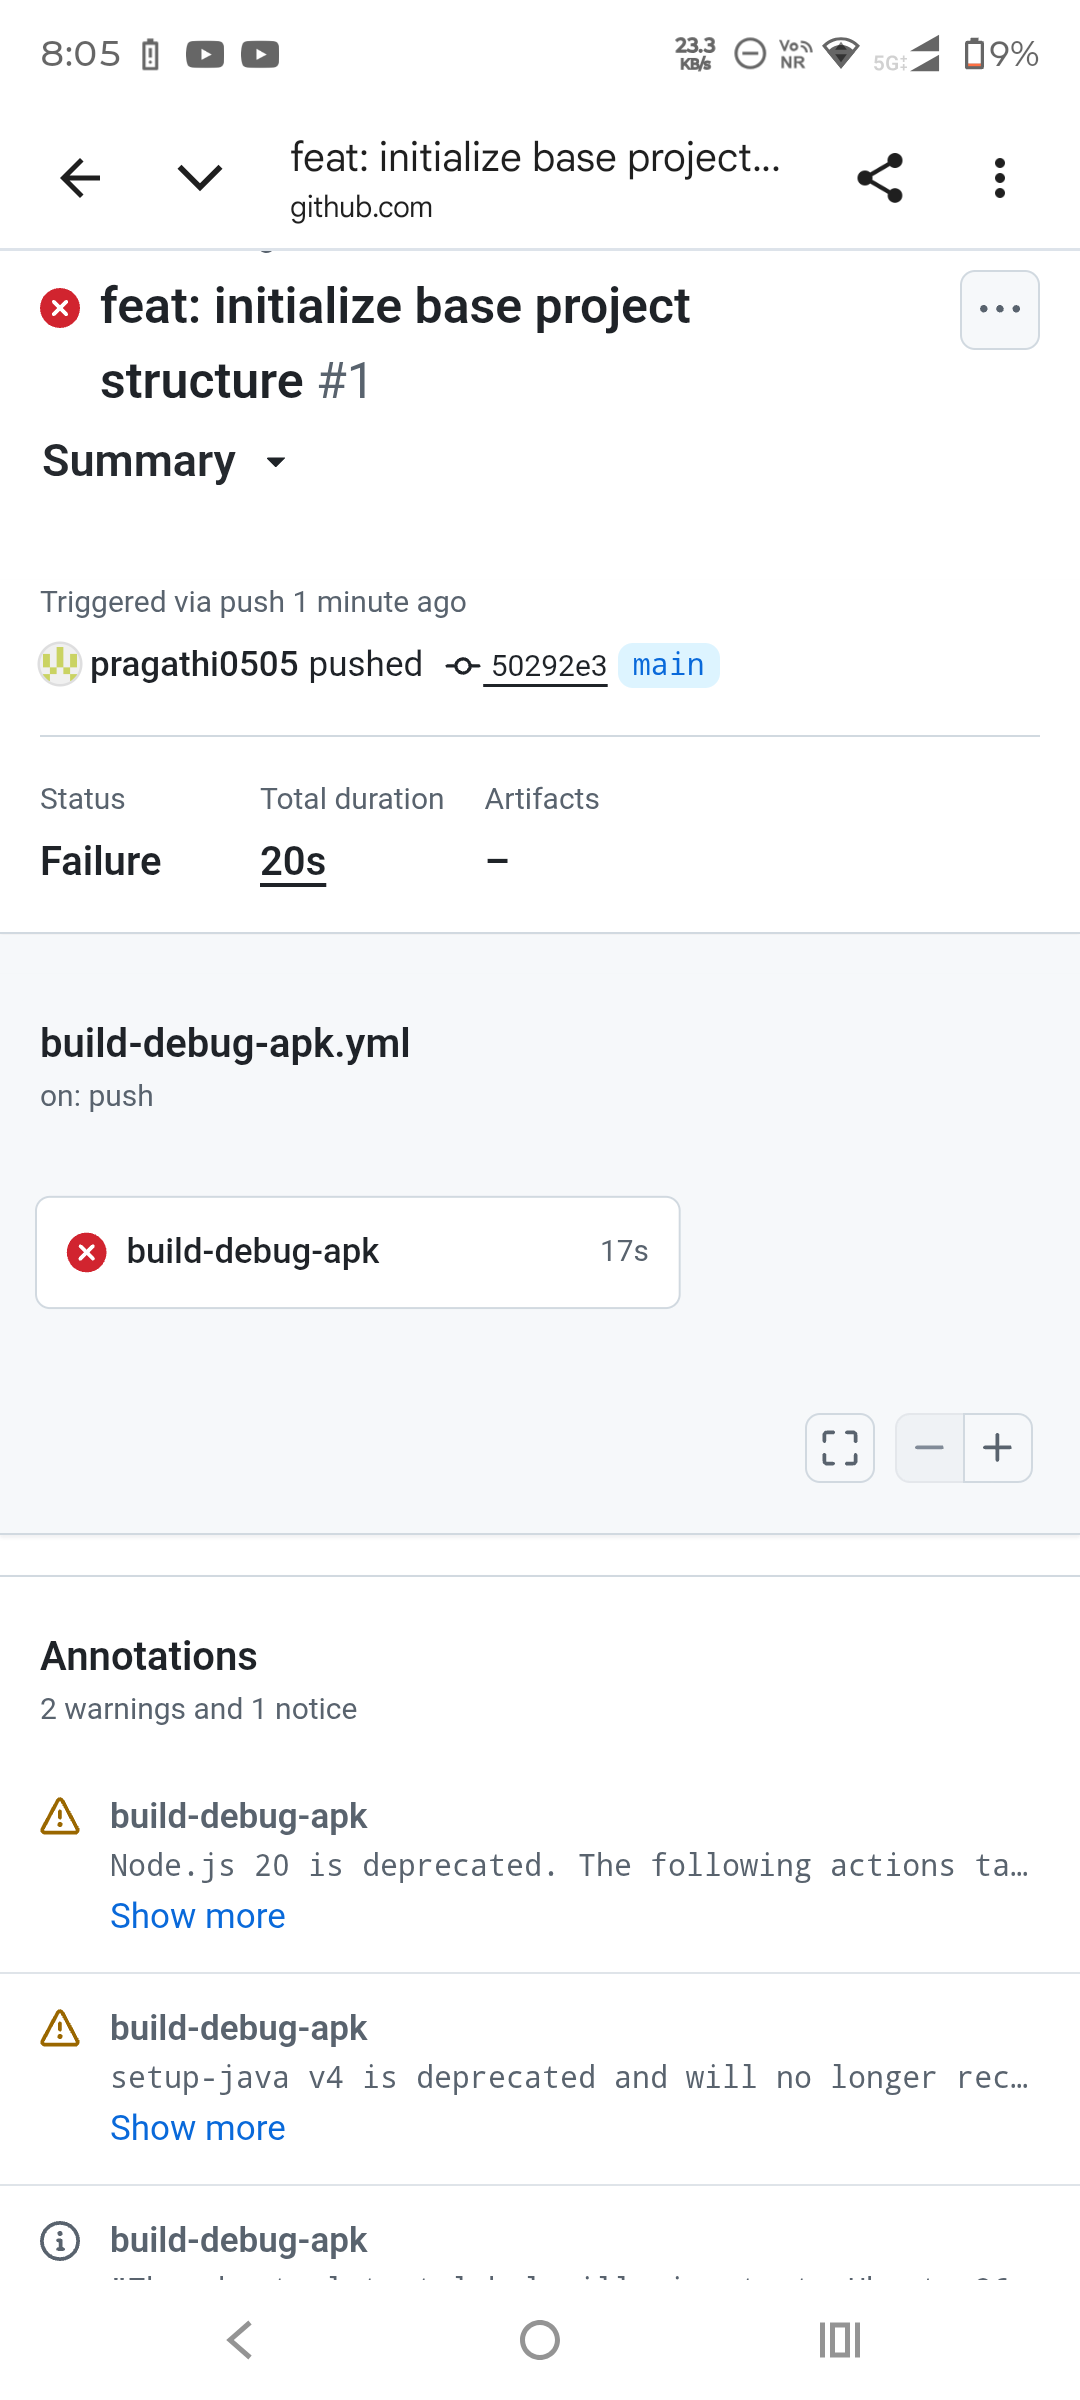 8:05
23.3
KB/s
Vo
NR
5G
9%
feat: initialize base project...
github.com
feat: initialize base project
structure #1
Summary
Triggered via push 1 minute ago
pragathi0505 pushed 50292e3 main
Status Total duration Artifacts
Failure 20s –
build-debug-apk.yml
on: push
build-debug-apk 17s
Annotations
2 warnings and 1 notice
build-debug-apk
Node.js 20 is deprecated. The following actions ta…
Show more
build-debug-apk
setup-java v4 is deprecated and will no longer rec…
Show more
build-debug-apk